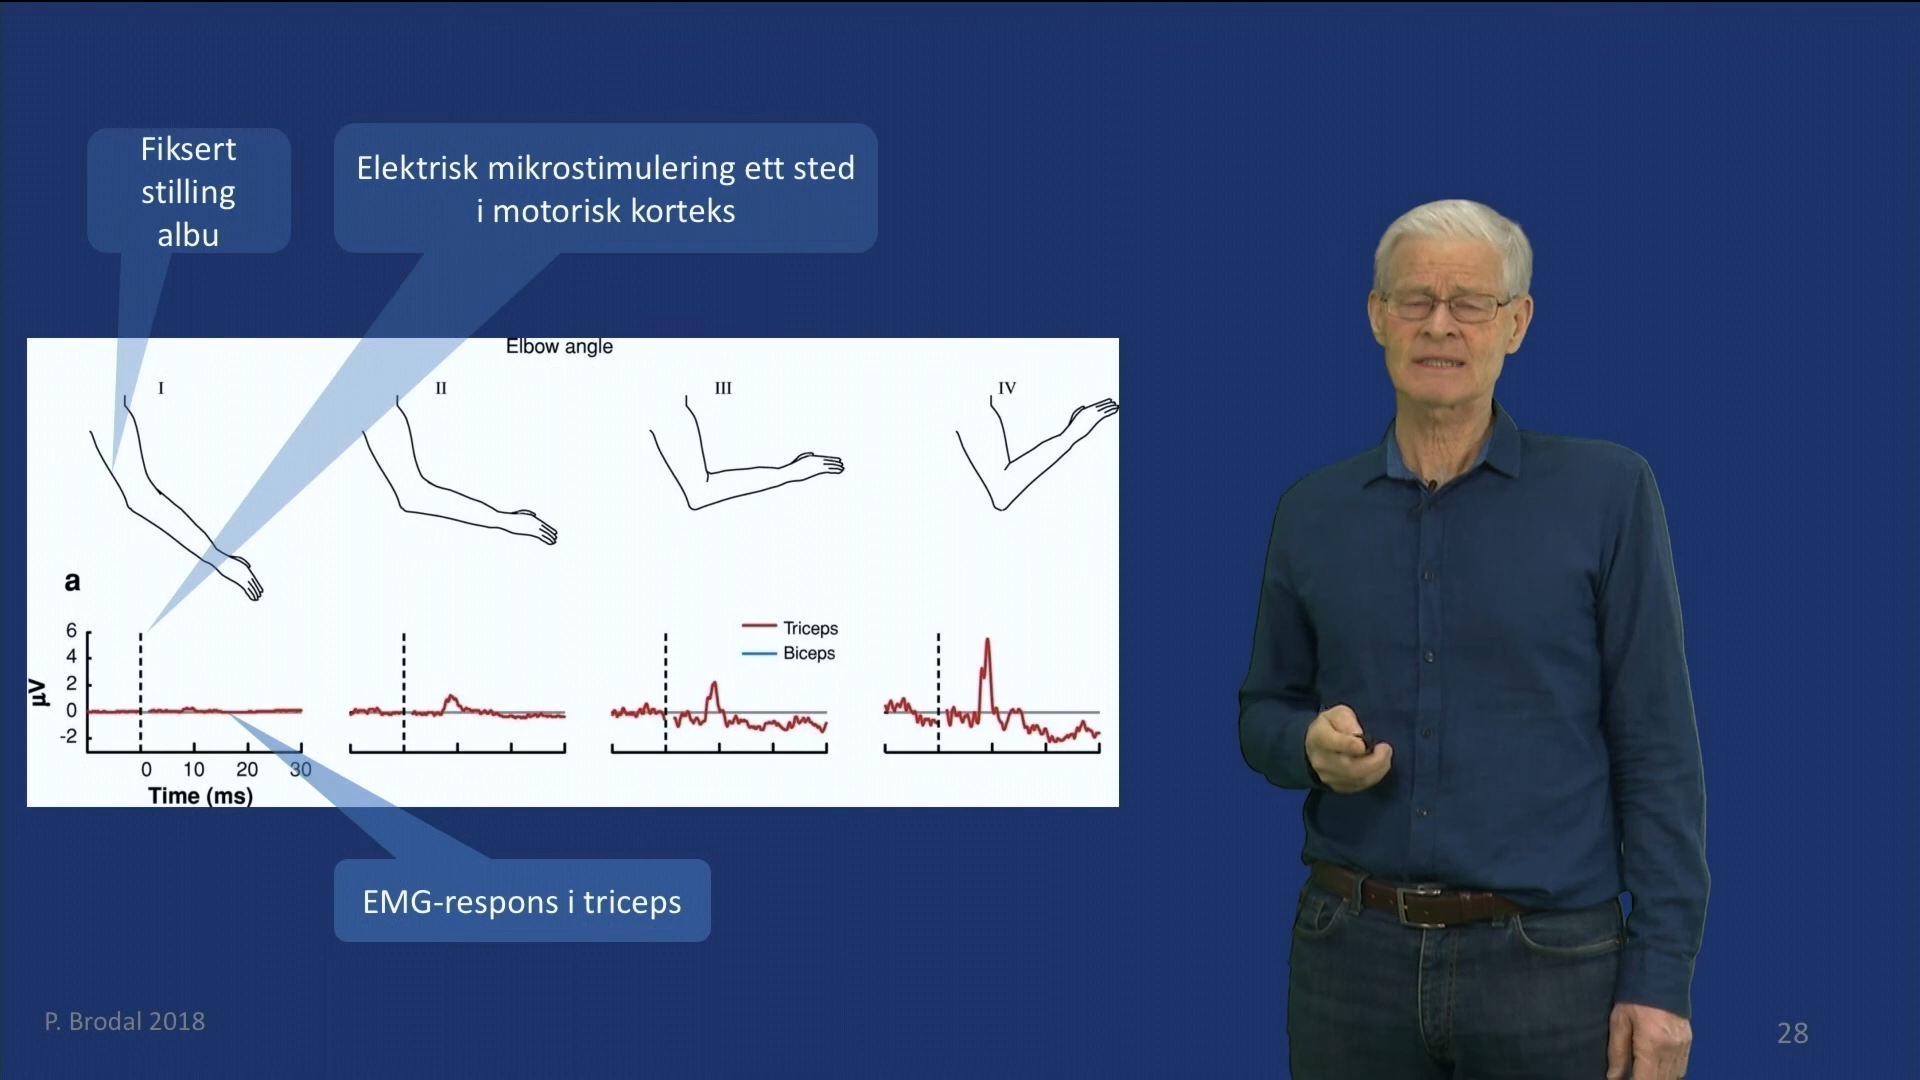 Fiksert
stilling
albu
Elektrisk mikrostimulering ett sted
i motorisk korteks
Elbow angle
I
II
III
IV
a
6
4
2
0
-2
µV
Triceps
Biceps
0 10 20 30
Time (ms)
EMG-respons i triceps
P. Brodal 2018
28